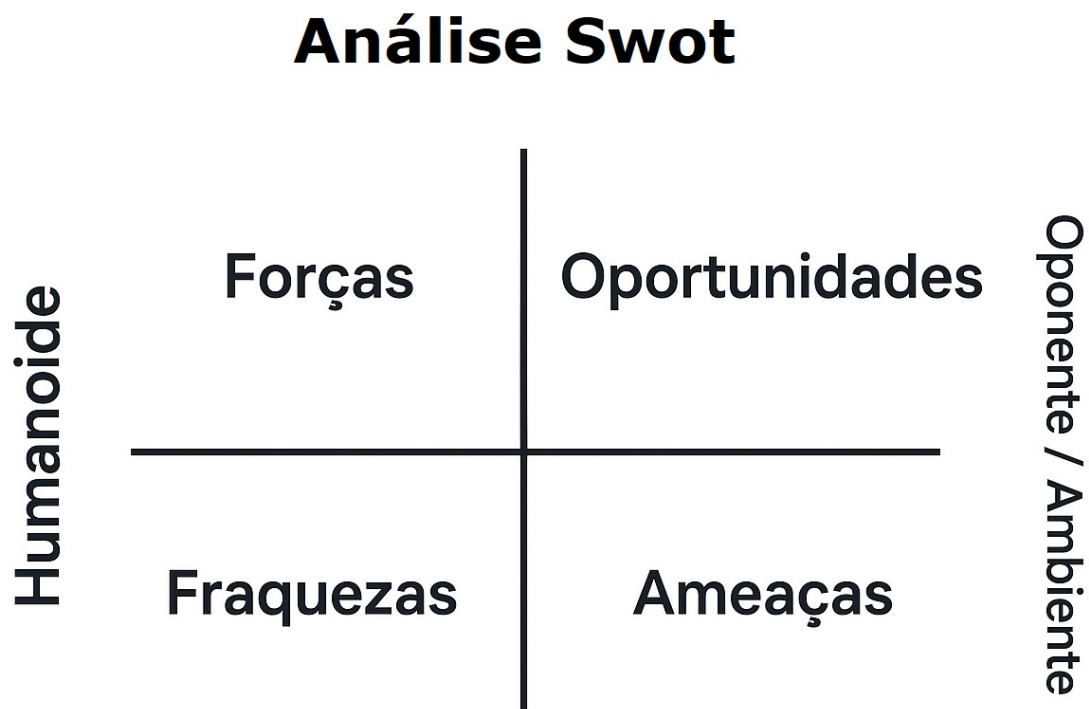 Análise Swot
Humanoide
Forças
Oportunidades
Fraquezas
Ameaças
Oponente / Ambiente